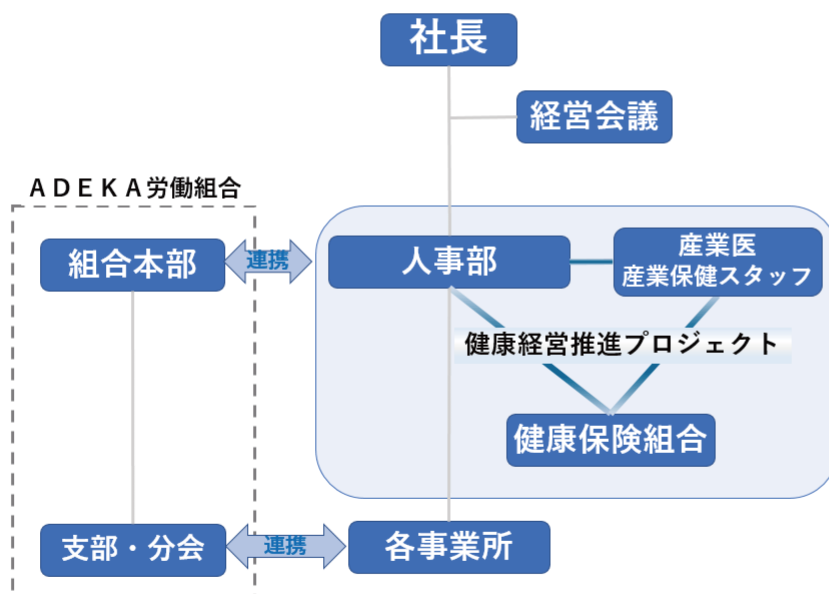 社長
経営会議
ADEKA労働組合
組合本部
連携
人事部
産業医
産業保健スタッフ
健康経営推進プロジェクト
健康保険組合
支部・分会
連携
各事業所